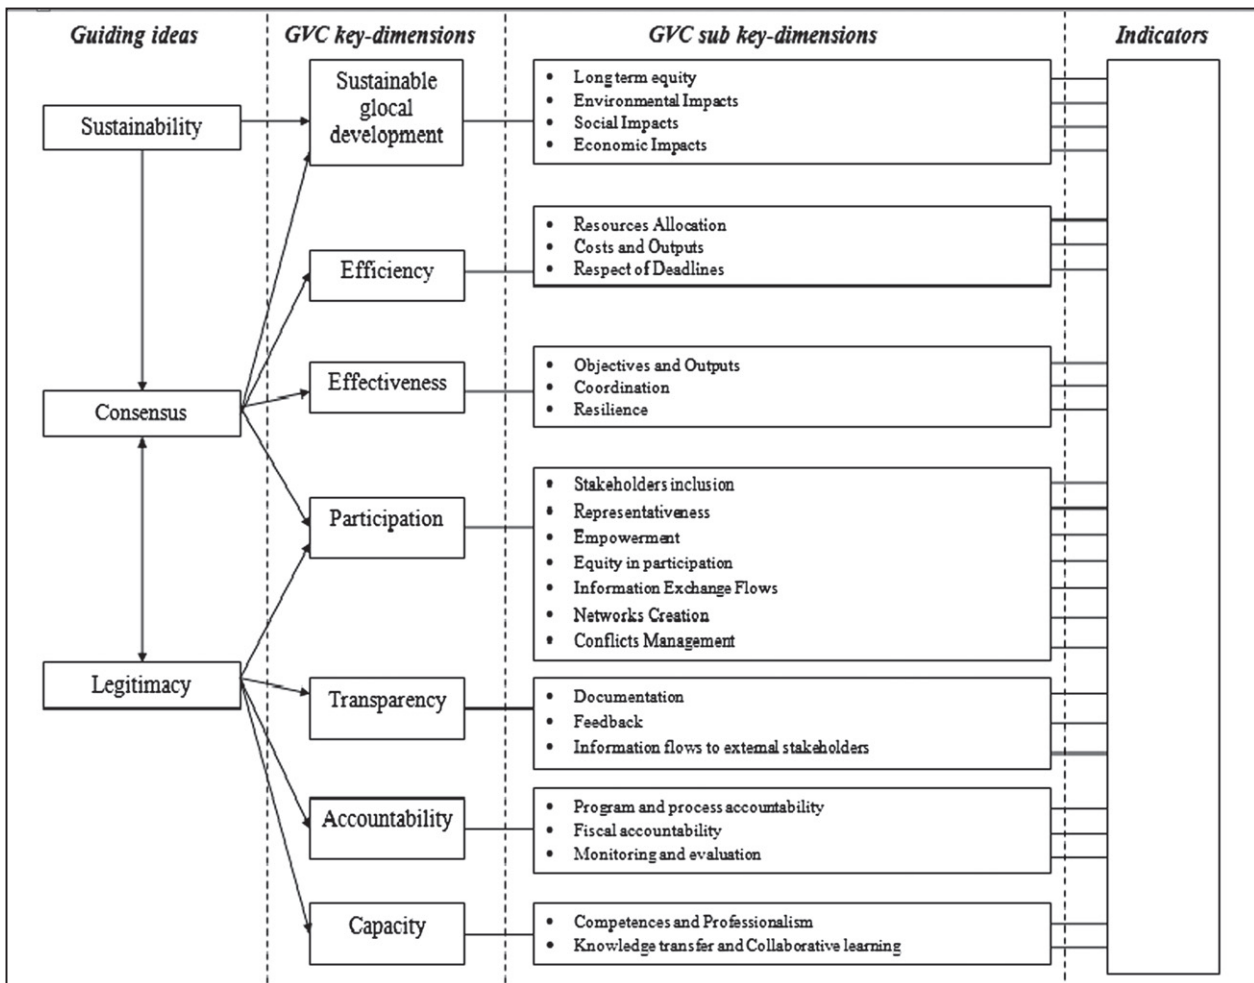 Guiding ideas
GVC key-dimensions
GVC sub key-dimensions
Indicators
Sustainability
Consensus
Legitimacy
Sustainable
glocal
development
Efficiency
Effectiveness
Participation
Transparency
Accountability
Capacity
• Long term equity
• Environmental Impacts
• Social Impacts
• Economic Impacts
• Resources Allocation
• Costs and Outputs
• Respect of Deadlines
• Objectives and Outputs
• Coordination
• Resilience
• Stakeholders inclusion
• Representativeness
• Empowerment
• Equity in participation
• Information Exchange Flows
• Networks Creation
• Conflicts Management
• Documentation
• Feedback
• Information flows to external stakeholders
• Program and process accountability
• Fiscal accountability
• Monitoring and evaluation
• Competences and Professionalism
• Knowledge transfer and Collaborative learning